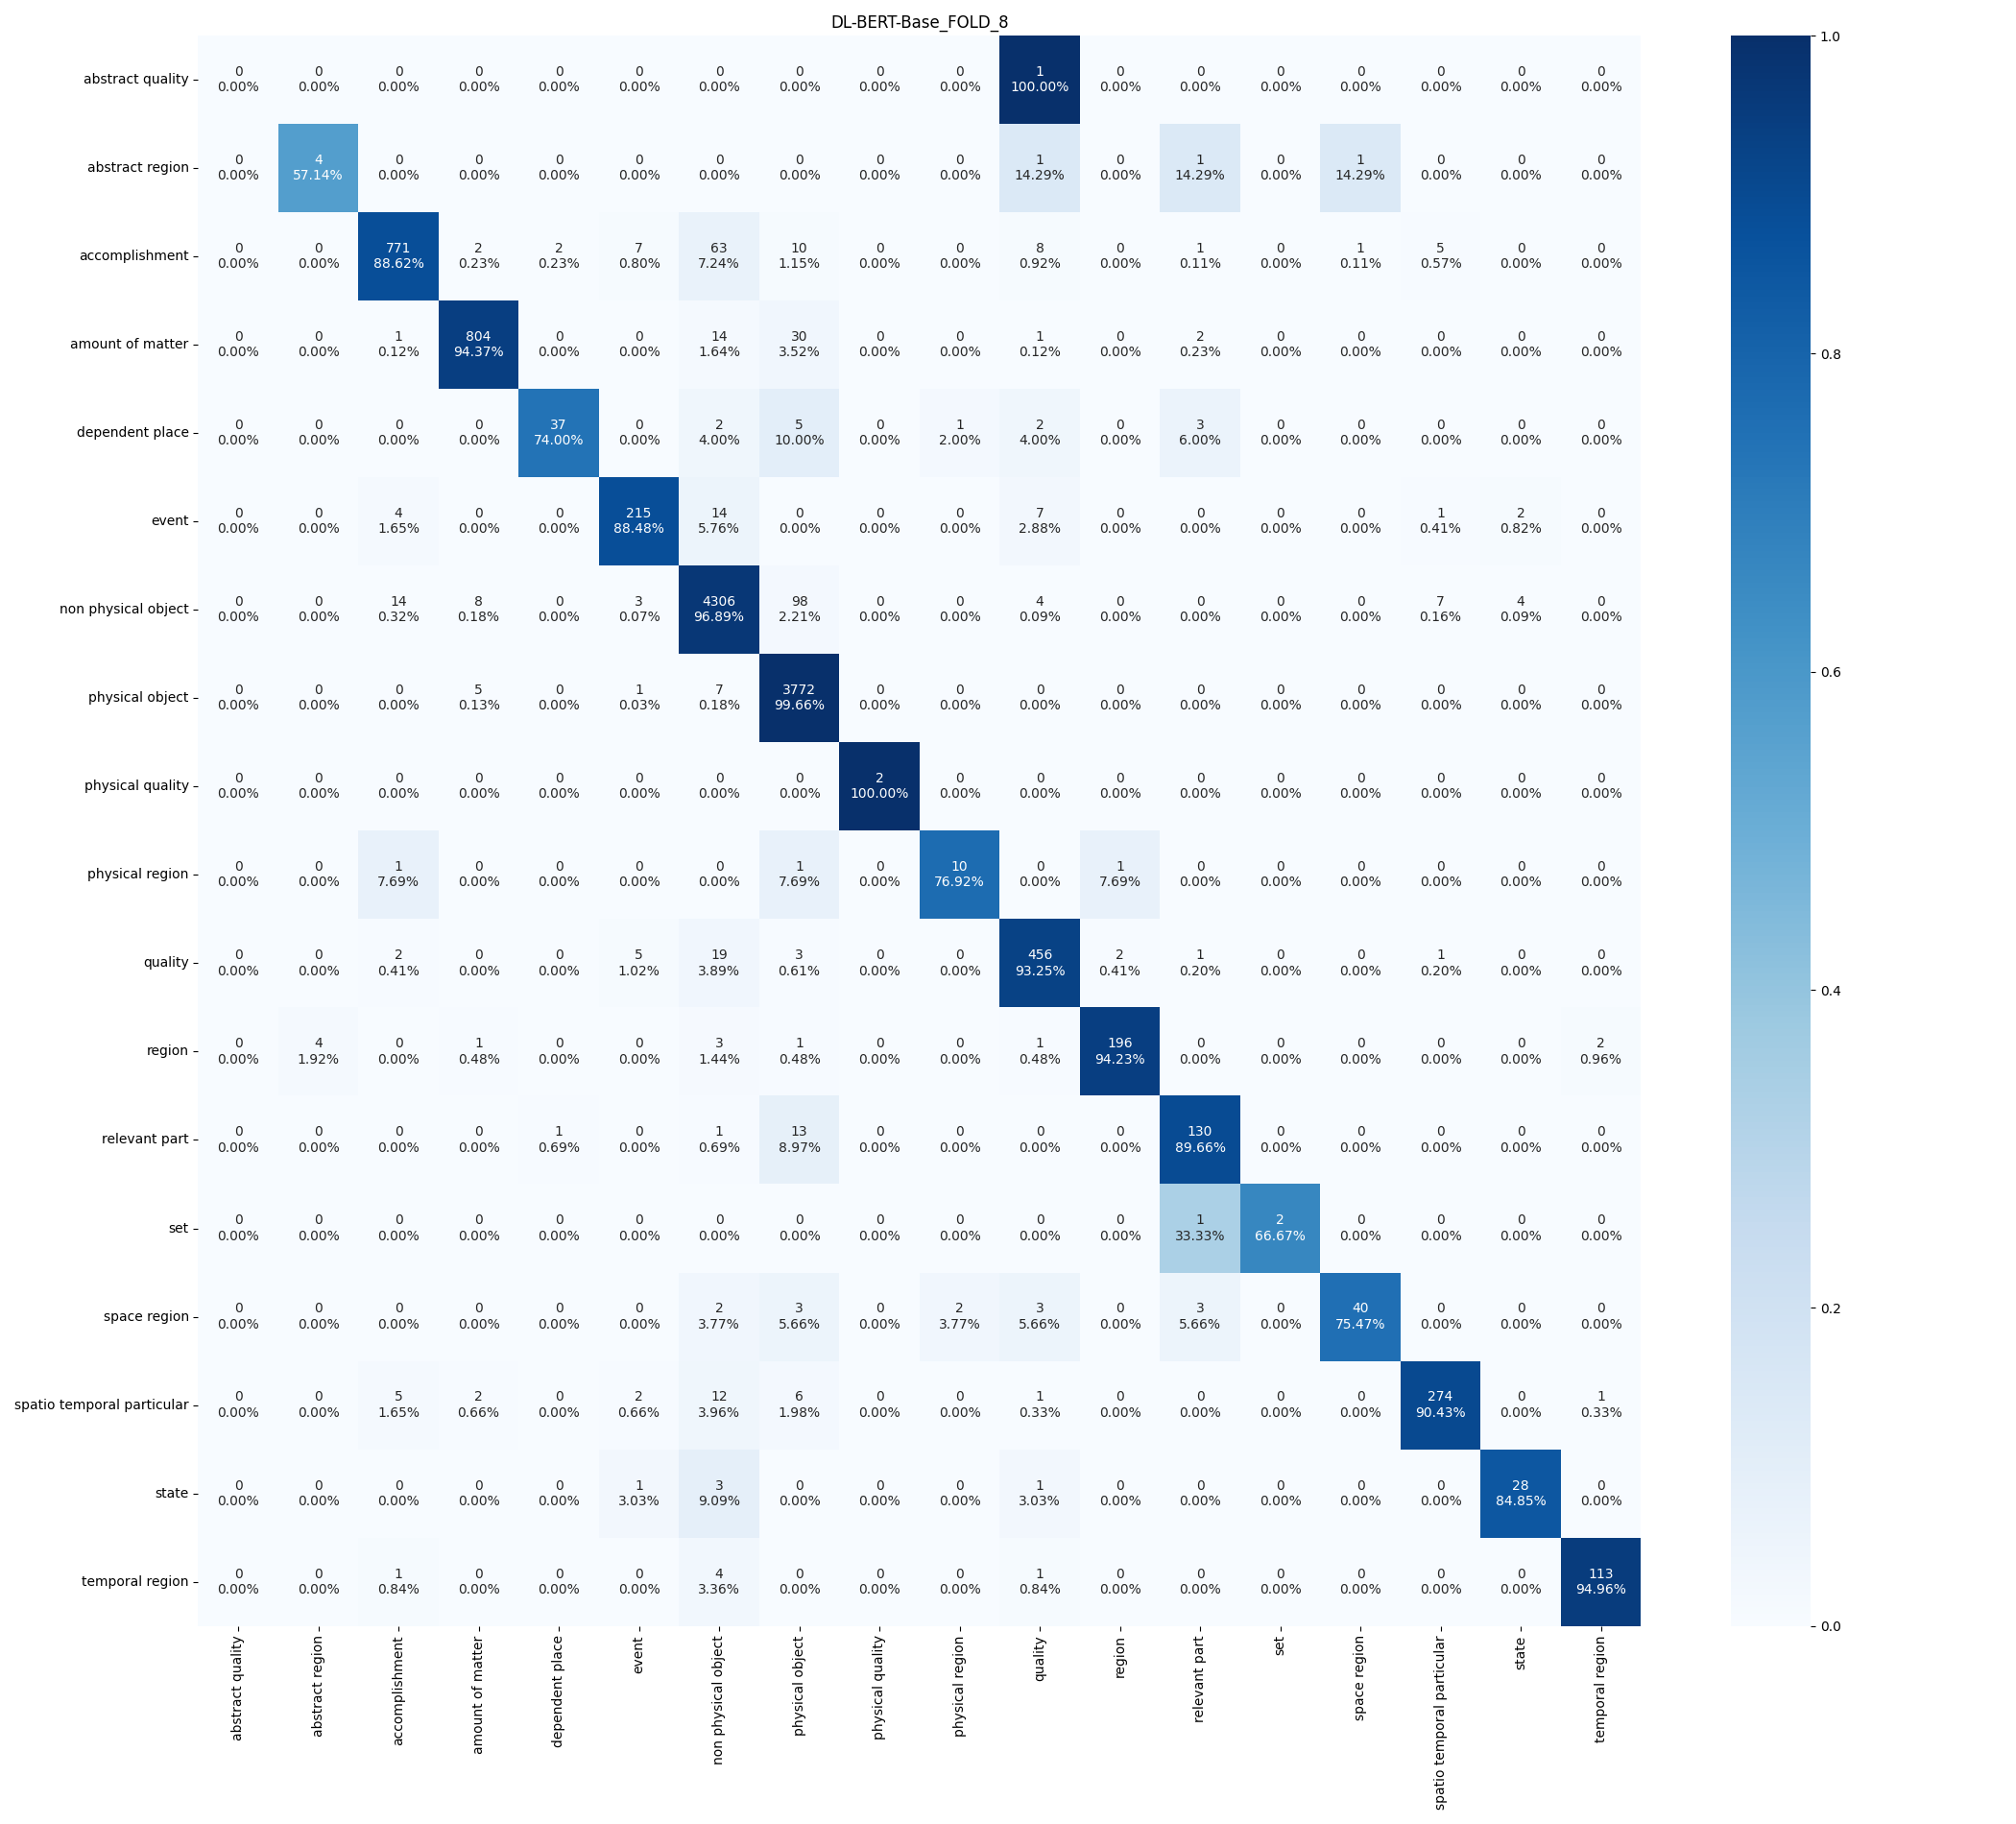 DL-BERT-Base_FOLD_8
abstract quality
0 0 0 0 0 0 0 0 0 0 1 0 0 0 0 0 0 0
0.00% 0.00% 0.00% 0.00% 0.00% 0.00% 0.00% 0.00% 0.00% 0.00% 100.00% 0.00% 0.00% 0.00% 0.00% 0.00% 0.00% 0.00%
abstract region
0 4 0 0 0 0 0 0 0 0 1 0 1 0 1 0 0 0
0.00% 57.14% 0.00% 0.00% 0.00% 0.00% 0.00% 0.00% 0.00% 0.00% 14.29% 0.00% 14.29% 0.00% 14.29% 0.00% 0.00% 0.00%
accomplishment
0 0 771 2 2 7 63 10 0 0 8 0 1 0 1 5 0 0
0.00% 0.00% 88.62% 0.23% 0.23% 0.80% 7.24% 1.15% 0.00% 0.00% 0.92% 0.00% 0.11% 0.00% 0.11% 0.57% 0.00% 0.00%
amount of matter
0 0 1 804 0 0 14 30 0 0 1 0 2 0 0 0 0 0
0.00% 0.00% 0.12% 94.37% 0.00% 0.00% 1.64% 3.52% 0.00% 0.00% 0.12% 0.00% 0.23% 0.00% 0.00% 0.00% 0.00% 0.00%
dependent place
0 0 0 0 37 0 2 5 0 1 2 0 3 0 0 0 0 0
0.00% 0.00% 0.00% 0.00% 74.00% 0.00% 4.00% 10.00% 0.00% 2.00% 4.00% 0.00% 6.00% 0.00% 0.00% 0.00% 0.00% 0.00%
event
0 0 4 0 0 215 14 0 0 0 7 0 0 0 0 1 2 0
0.00% 0.00% 1.65% 0.00% 0.00% 88.48% 5.76% 0.00% 0.00% 0.00% 2.88% 0.00% 0.00% 0.00% 0.00% 0.41% 0.82% 0.00%
non physical object
0 0 14 8 0 3 4306 98 0 0 4 0 0 0 0 7 4 0
0.00% 0.00% 0.32% 0.18% 0.00% 0.07% 96.89% 2.21% 0.00% 0.00% 0.09% 0.00% 0.00% 0.00% 0.00% 0.16% 0.09% 0.00%
physical object
0 0 0 5 0 1 7 3772 0 0 0 0 0 0 0 0 0 0
0.00% 0.00% 0.00% 0.13% 0.00% 0.03% 0.18% 99.66% 0.00% 0.00% 0.00% 0.00% 0.00% 0.00% 0.00% 0.00% 0.00% 0.00%
physical quality
0 0 0 0 0 0 0 0 2 0 0 0 0 0 0 0 0 0
0.00% 0.00% 0.00% 0.00% 0.00% 0.00% 0.00% 0.00% 100.00% 0.00% 0.00% 0.00% 0.00% 0.00% 0.00% 0.00% 0.00% 0.00%
physical region
0 0 1 0 0 0 0 1 0 10 0 1 0 0 0 0 0 0
0.00% 0.00% 7.69% 0.00% 0.00% 0.00% 0.00% 7.69% 0.00% 76.92% 0.00% 7.69% 0.00% 0.00% 0.00% 0.00% 0.00% 0.00%
quality
0 0 2 0 0 5 19 3 0 0 456 2 1 0 0 1 0 0
0.00% 0.00% 0.41% 0.00% 0.00% 1.02% 3.89% 0.61% 0.00% 0.00% 93.25% 0.41% 0.20% 0.00% 0.00% 0.20% 0.00% 0.00%
region
0 4 0 1 0 0 3 1 0 0 1 196 0 0 0 0 0 2
0.00% 1.92% 0.00% 0.48% 0.00% 0.00% 1.44% 0.48% 0.00% 0.00% 0.48% 94.23% 0.00% 0.00% 0.00% 0.00% 0.00% 0.96%
relevant part
0 0 0 0 1 0 1 13 0 0 0 0 130 0 0 0 0 0
0.00% 0.00% 0.00% 0.00% 0.69% 0.00% 0.69% 8.97% 0.00% 0.00% 0.00% 0.00% 89.66% 0.00% 0.00% 0.00% 0.00% 0.00%
set
0 0 0 0 0 0 0 0 0 0 0 0 1 2 0 0 0 0
0.00% 0.00% 0.00% 0.00% 0.00% 0.00% 0.00% 0.00% 0.00% 0.00% 0.00% 0.00% 33.33% 66.67% 0.00% 0.00% 0.00% 0.00%
space region
0 0 0 0 0 0 2 3 0 2 3 0 3 0 40 0 0 0
0.00% 0.00% 0.00% 0.00% 0.00% 0.00% 3.77% 5.66% 0.00% 3.77% 5.66% 0.00% 5.66% 0.00% 75.47% 0.00% 0.00% 0.00%
spatio temporal particular
0 0 5 2 0 2 12 6 0 0 1 0 0 0 0 274 0 1
0.00% 0.00% 1.65% 0.66% 0.00% 0.66% 3.96% 1.98% 0.00% 0.00% 0.33% 0.00% 0.00% 0.00% 0.00% 90.43% 0.00% 0.33%
state
0 0 0 0 0 1 3 0 0 0 1 0 0 0 0 0 28 0
0.00% 0.00% 0.00% 0.00% 0.00% 3.03% 9.09% 0.00% 0.00% 0.00% 3.03% 0.00% 0.00% 0.00% 0.00% 0.00% 84.85% 0.00%
temporal region
0 0 1 0 0 0 4 0 0 0 1 0 0 0 0 0 0 113
0.00% 0.00% 0.84% 0.00% 0.00% 0.00% 3.36% 0.00% 0.00% 0.00% 0.84% 0.00% 0.00% 0.00% 0.00% 0.00% 0.00% 94.96%
abstract quality
abstract region
accomplishment
amount of matter
dependent place
event
non physical object
physical object
physical quality
physical region
quality
region
relevant part
set
space region
spatio temporal particular
state
temporal region
1.0
0.8
0.6
0.4
0.2
0.0